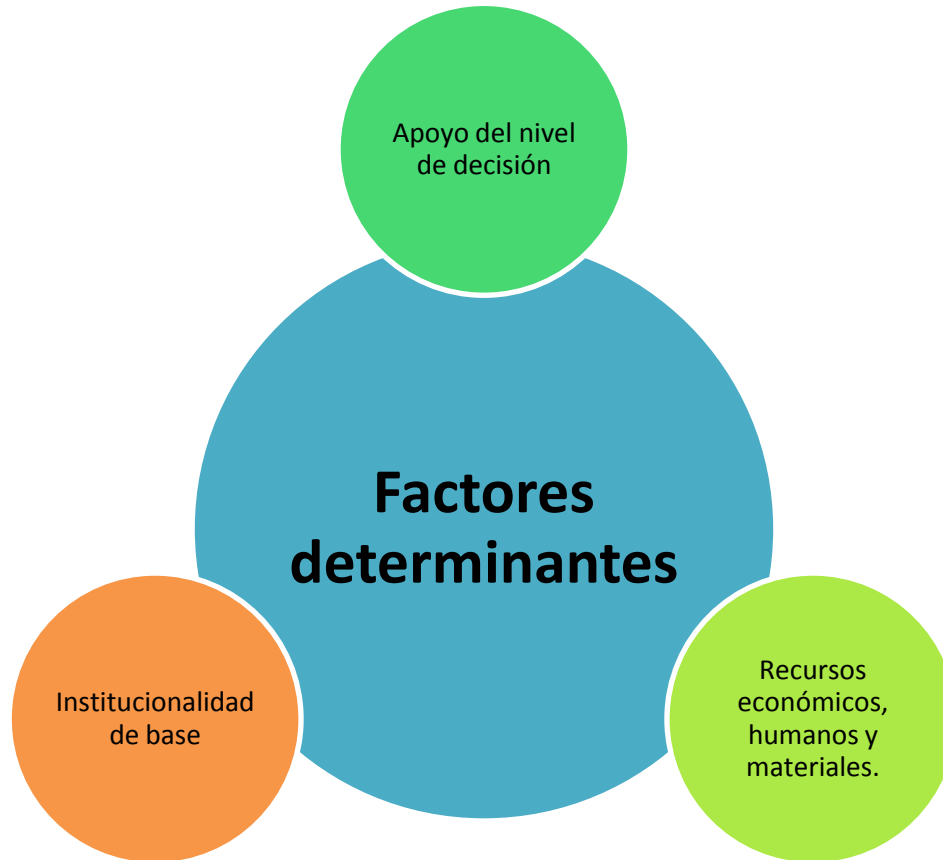 Apoyo del nivel
de decisión
Factores
determinantes
Institucionalidad
de base
Recursos
económicos,
humanos y
materiales.